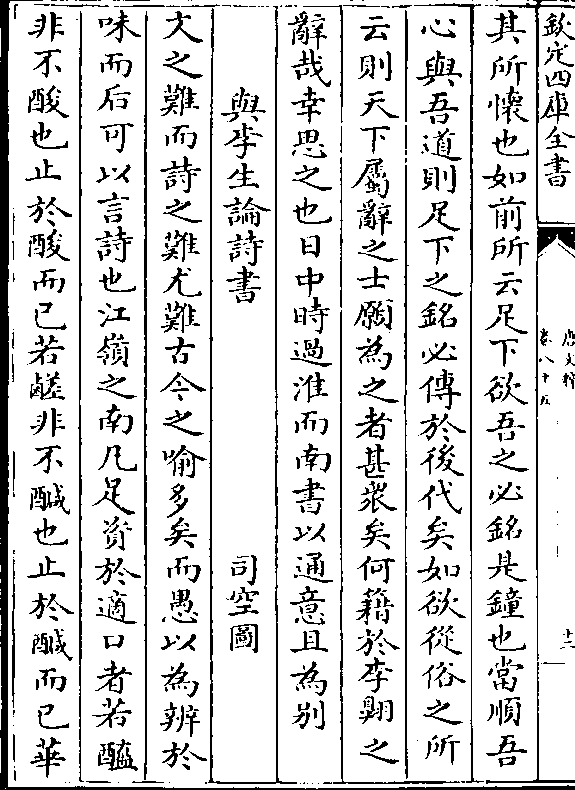 欽定四庫全書
唐文粹
卷八十五
十二
其所懷也如前所云足下欲吾之必銘是鐘也當順吾
心與吾道則足下之銘必傳於後代矣如欲從俗之所
云則天下屬辭之士願為之者甚衆矣何籍於李翺之
辭哉幸思之也日中時過淮而南書以通意且為别
與李生論詩書　司空圖
文之難而詩之難尤難古今之喻多矣而愚以為辨於
味而后可以言詩也江嶺之南凡足資於適口者若醯
非不酸也止於酸而已若鹺非不醎也止於醎而已華